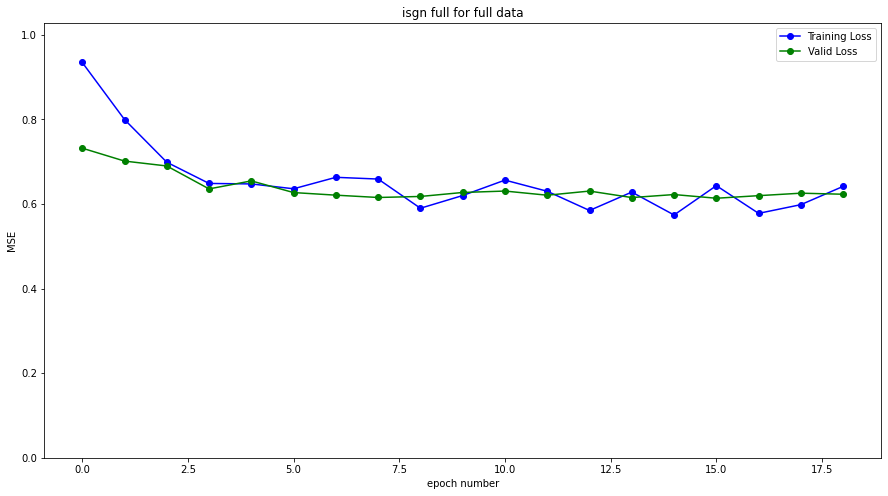 isgn full for full data
Training Loss
Valid Loss
MSE
1.0
0.8
0.6
0.4
0.2
0.0
0.0 2.5 5.0 7.5 10.0 12.5 15.0 17.5
epoch number